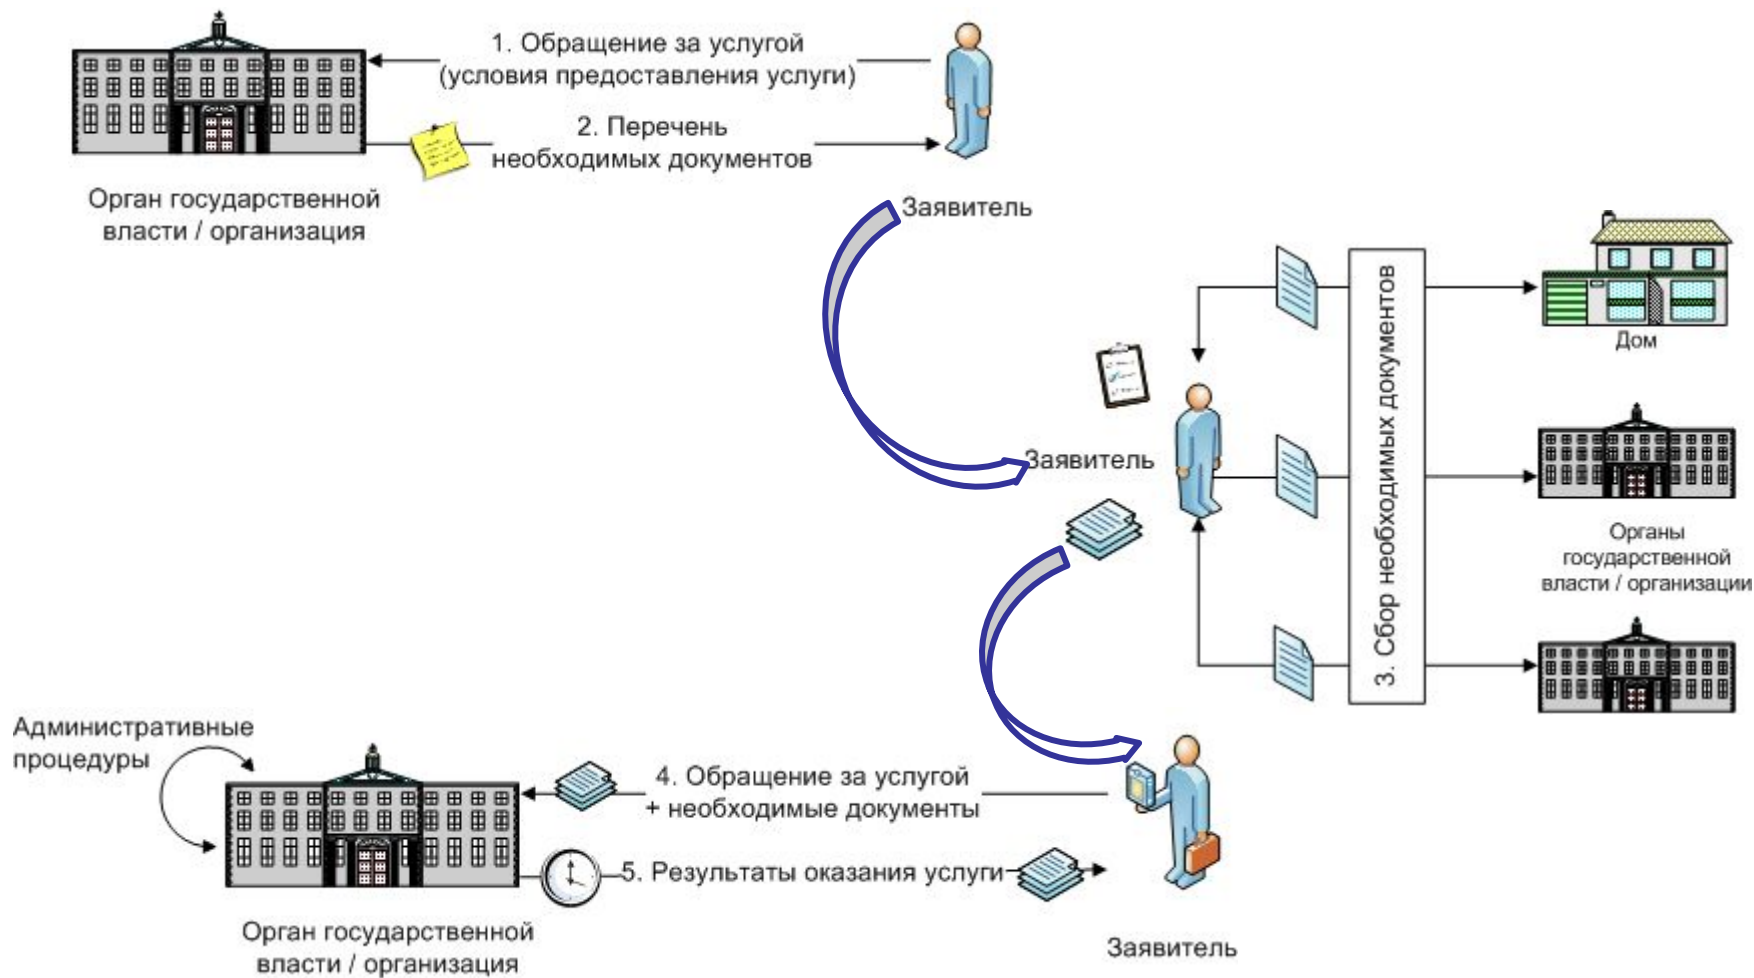 1. Обращение за услугой
(условия предоставления услуги)
2. Перечень
необходимых документов
Орган государственной
власти / организация
Заявитель
Дом
3. Сбор необходимых документов
Заявитель
Органы
государственной
власти / организации
Административные
процедуры
4. Обращение за услугой
+ необходимые документы
5. Результаты оказания услуги
Орган государственной
власти / организация
Заявитель